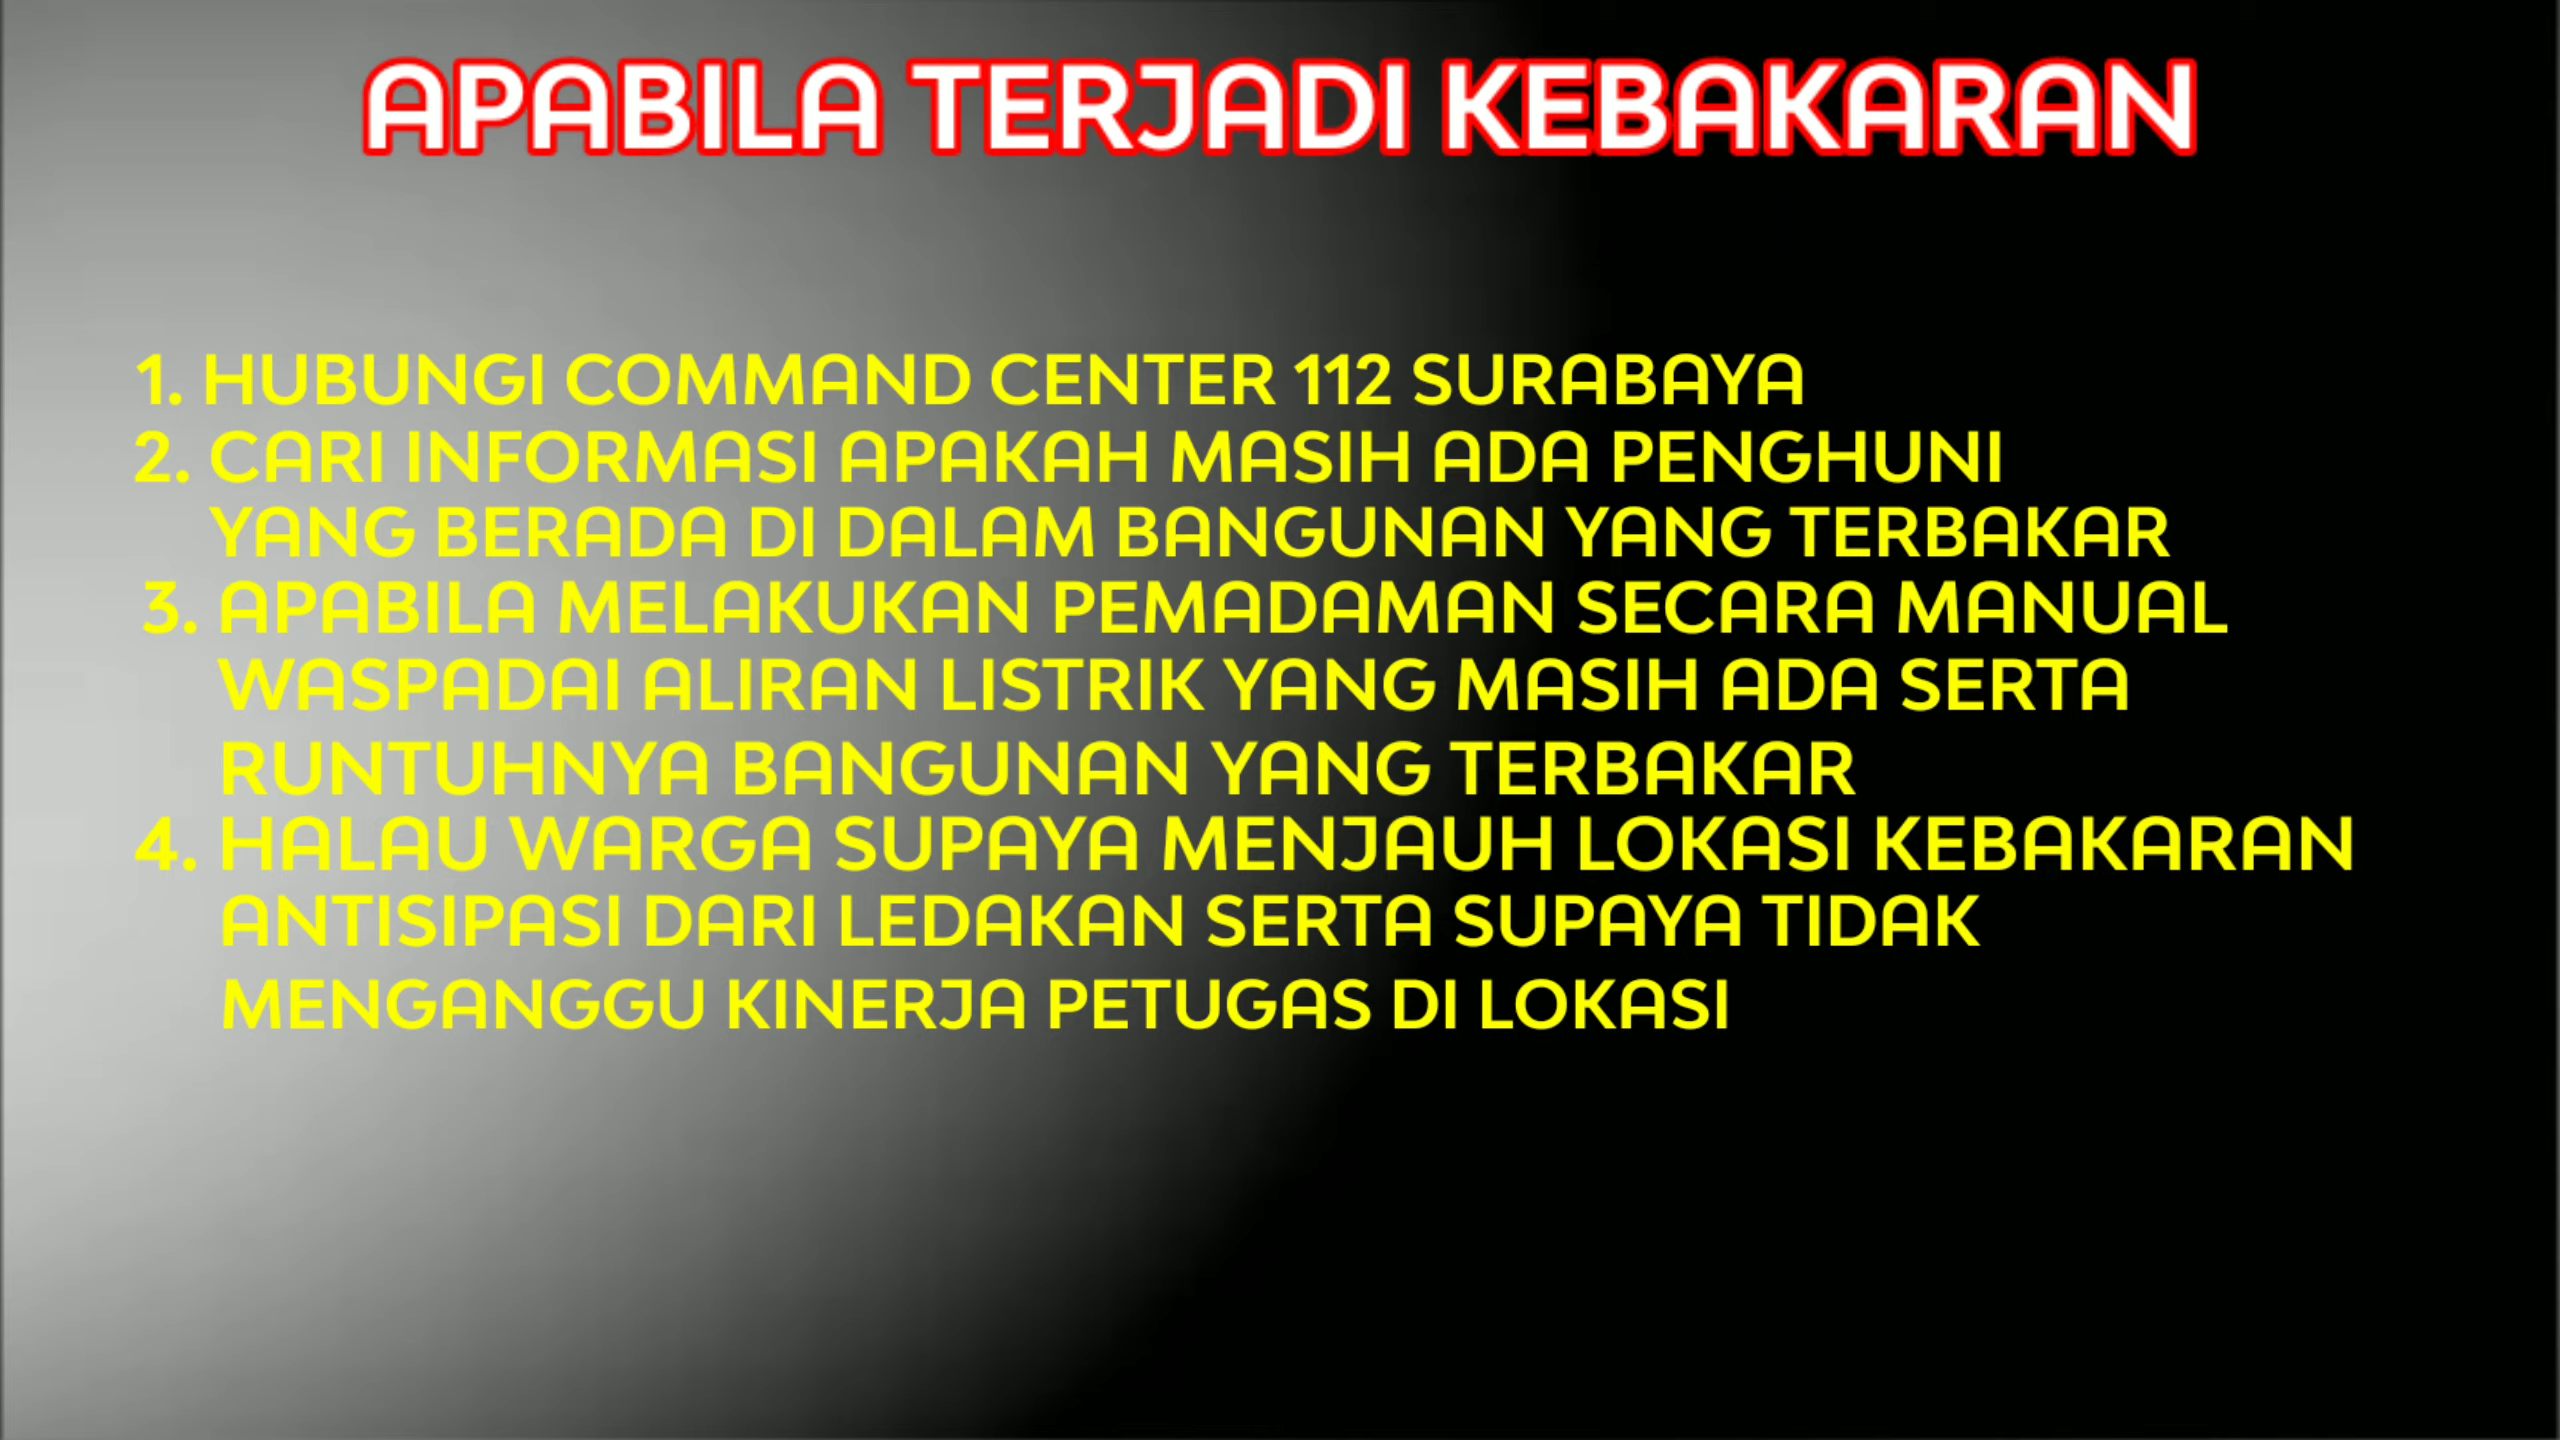 APABILA TERJADI KEBAKARAN
1. HUBUNGI COMMAND CENTER 112 SURABAYA
2. CARI INFORMASI APAKAH MASIH ADA PENGHUNI
YANG BERADA DI DALAM BANGUNAN YANG TERBAKAR
3. APABILA MELAKUKAN PEMADAMAN SECARA MANUAL
WASPADAI ALIRAN LISTRIK YANG MASIH ADA SERTA
RUNTUHNYA BANGUNAN YANG TERBAKAR
4. HALAU WARGA SUPAYA MENJAUH LOKASI KEBAKARAN
ANTISIPASI DARI LEDAKAN SERTA SUPAYA TIDAK
MENGANGGU KINERJA PETUGAS DI LOKASI